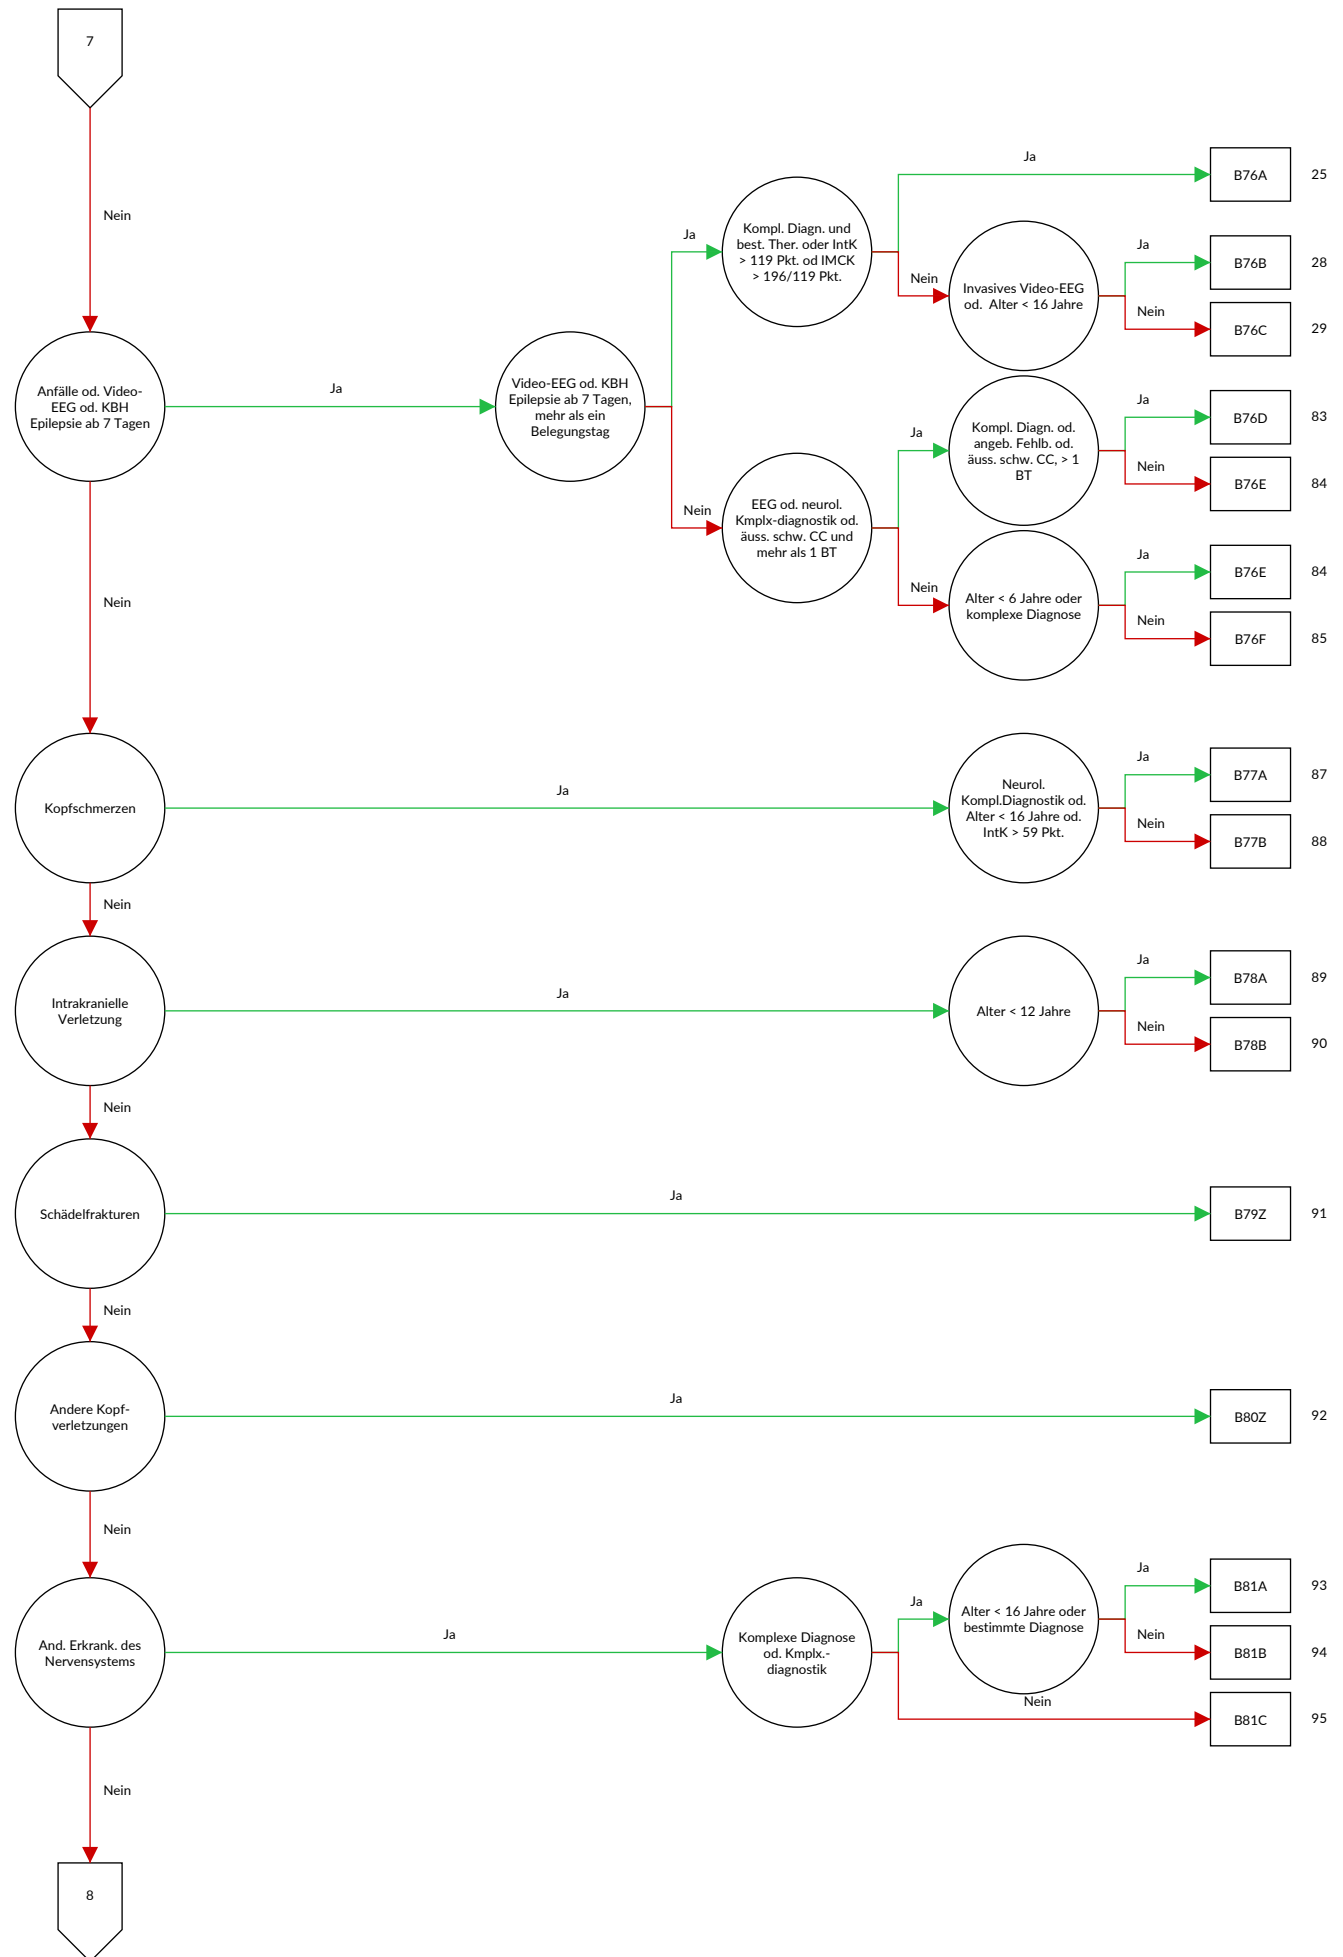 7
Nein
Anfälle od. Video-
EEG od. KBH
Epilepsie ab 7 Tagen
Ja
Video-EEG od. KBH
Epilepsie ab 7 Tagen,
mehr als ein
Belegungstag
Ja
Kompl. Diagn. und
best. Ther. oder IntK
> 119 Pkt. od IMCK
> 196/119 Pkt.
Ja
B76A
25
Nein
Invasives Video-EEG
od. Alter < 16 Jahre
Ja
B76B
28
Nein
B76C
29
Nein
EEG od. neurol.
Kmplx-diagnostik od.
äuss. schw. CC und
mehr als 1 BT
Ja
Kompl. Diagn. od.
angeb. Fehlb. od.
äuss. schw. CC, > 1
BT
Ja
B76D
83
Nein
B76E
84
Nein
Alter < 6 Jahre oder
komplexe Diagnose
Ja
B76E
84
Nein
B76F
85
Nein
Kopfschmerzen
Ja
Neurol.
Kompl.Diagnostik od.
Alter < 16 Jahre od.
IntK > 59 Pkt.
Ja
B77A
87
Nein
B77B
88
Nein
Intrakranielle
Verletzung
Ja
Alter < 12 Jahre
Ja
B78A
89
Nein
B78B
90
Nein
Schädelfrakturen
Ja
B79Z
91
Nein
Andere Kopf-
verletzungen
Ja
B80Z
92
Nein
And. Erkrank. des
Nervensystems
Ja
Komplexe Diagnose
od. Kmplx.-
diagnostik
Ja
Alter < 16 Jahre oder
bestimmte Diagnose
Ja
B81A
93
Nein
B81B
94
Nein
B81C
95
Nein
8